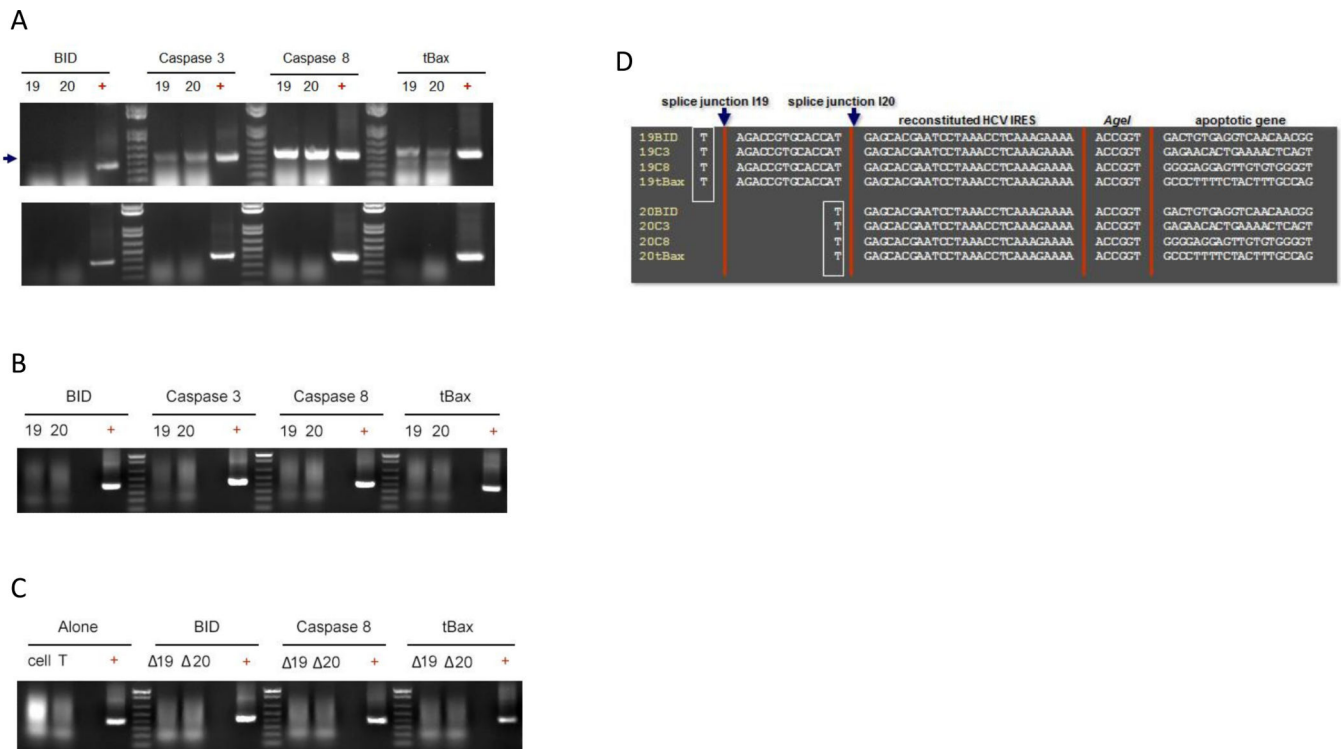 A
BID Caspase 3 Caspase 8 tBax
19 20 + 19 20 + 19 20 + 19 20 +
B
BID Caspase 3 Caspase 8 tBax
19 20 + 19 20 + 19 20 + 19 20 +
C
Alone BID Caspase 8 tBax
cell T + Δ19 Δ20 + Δ19 Δ20 + Δ19 Δ20 +
D
splice junction I19 splice junction I20
reconstituted HCV IRES AgeI apoptotic gene
19BID T AGACCGTGCACCAT GAGCACGAATCCTAAACCTCAAAGAAAA ACCGGT GACTGTGAGGTCAACAACGG
19C3 T AGACCGTGCACCAT GAGCACGAATCCTAAACCTCAAAGAAAA ACCGGT GAGAACACTGAAAACTCAGT
19C8 T AGACCGTGCACCAT GAGCACGAATCCTAAACCTCAAAGAAAA ACCGGT GGGGAGGAGTTGTGTGGGGT
19tBax T AGACCGTGCACCAT GAGCACGAATCCTAAACCTCAAAGAAAA ACCGGT GCCCTTTTCTACTTTGCCAG
20BID T GAGCACGAATCCTAAACCTCAAAGAAAA ACCGGT GACTGTGAGGTCAACAACGG
20C3 T GAGCACGAATCCTAAACCTCAAAGAAAA ACCGGT GAGAACACTGAAAACTCAGT
20C8 T GAGCACGAATCCTAAACCTCAAAGAAAA ACCGGT GGGGAGGAGTTGTGTGGGGT
20tBax T GAGCACGAATCCTAAACCTCAAAGAAAA ACCGGT GCCCTTTTCTACTTTGCCAG